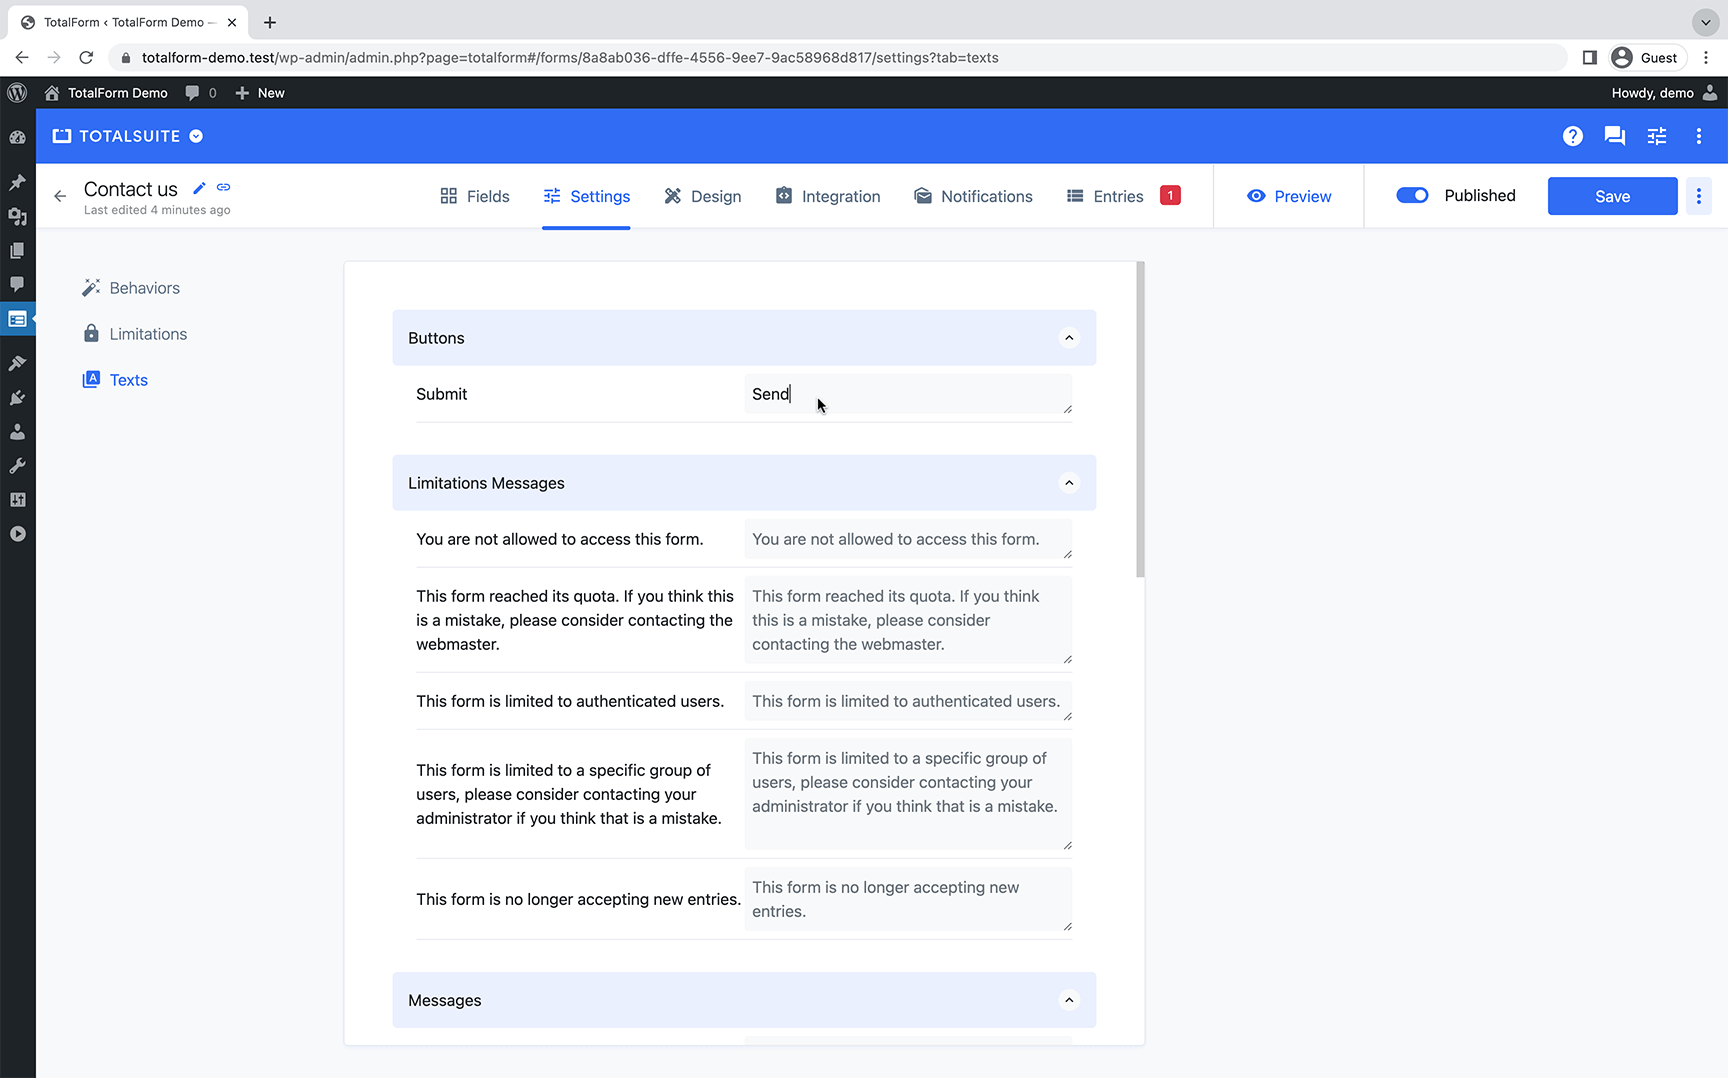 TotalForm ‹ TotalForm Demo —
totalform-demo.test/wp-admin/admin.php?page=totalform#/forms/8a8ab036-dffe-4556-9ee7-9ac58968d817/settings?tab=texts
Guest
TotalForm Demo 0 New
Howdy, demo
TOTALSUITE
Contact us
Last edited 4 minutes ago
Fields
Settings
Design
Integration
Notifications
Entries 1
Preview
Published
Save
Behaviors
Limitations
Texts
Buttons
Submit
Send
Limitations Messages
You are not allowed to access this form.
You are not allowed to access this form.
This form reached its quota. If you think this
is a mistake, please consider contacting the
webmaster.
This form reached its quota. If you think
this is a mistake, please consider
contacting the webmaster.
This form is limited to authenticated users.
This form is limited to authenticated users.
This form is limited to a specific group of
users, please consider contacting your
administrator if you think that is a mistake.
This form is limited to a specific group of
users, please consider contacting your
administrator if you think that is a mistake.
This form is no longer accepting new entries.
This form is no longer accepting new
entries.
Messages